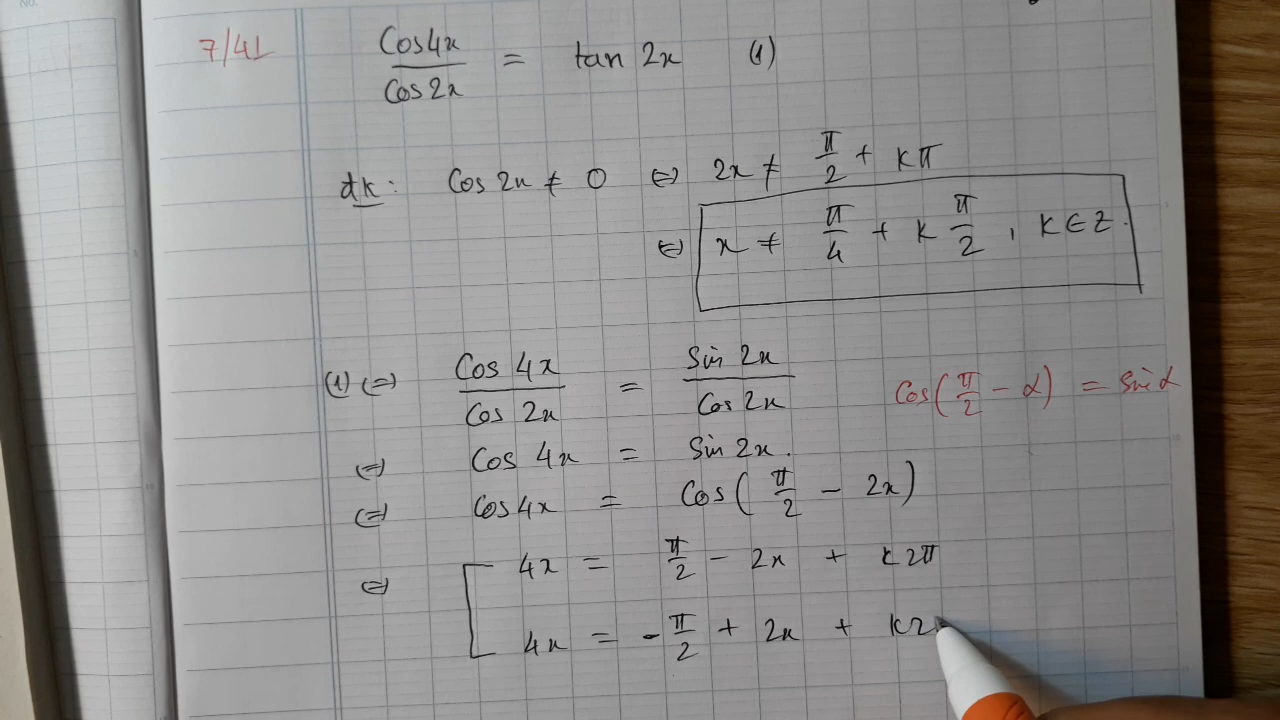 No.
7/41 cos4x/cos2x = tan 2x (1)
đk: cos 2x ≠ 0 ⇔ 2x ≠ π/2 + kπ
⇔ x ≠ π/4 + k π/2 , k ∈ Z.
(1) ⇔ cos 4x/cos 2x = sin 2x/cos 2x cos(π/2 - α) = sin α
⇔ cos 4x = sin 2x.
⇔ cos4x = cos(π/2 - 2x)
⇔ [ 4x = π/2 - 2x + k2π
4x = -π/2 + 2x + k2